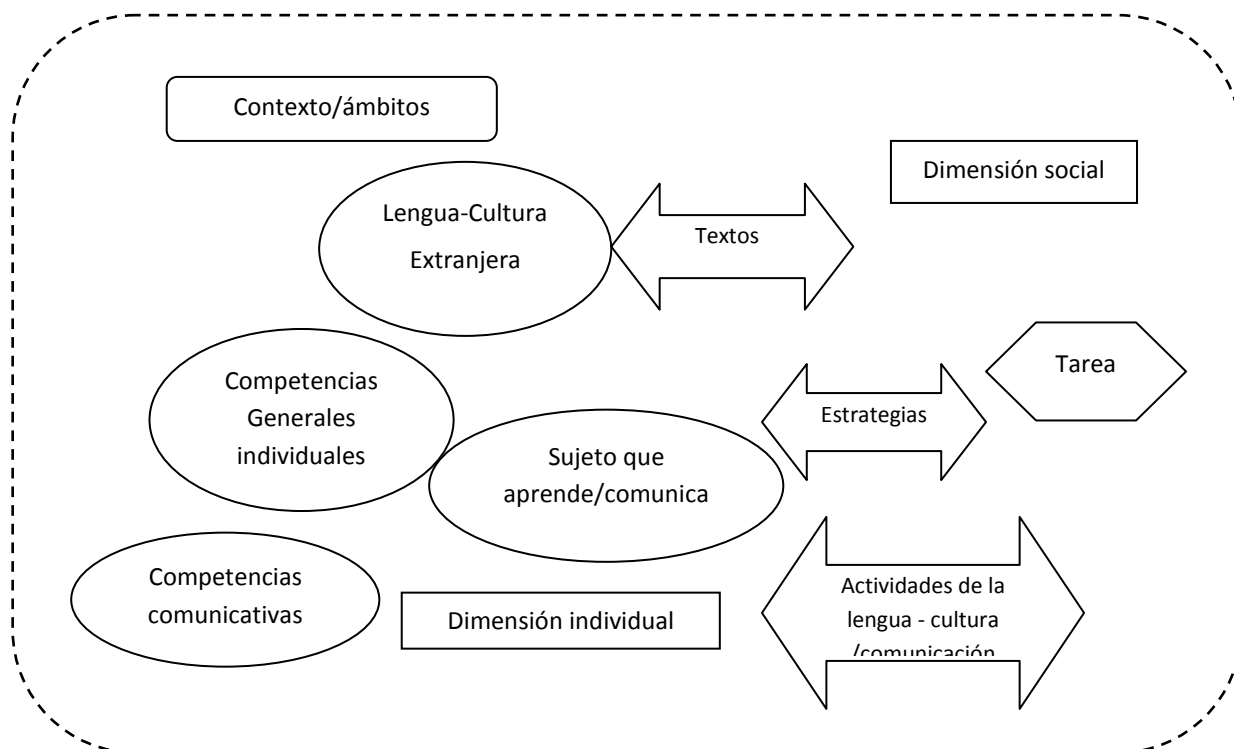 Contexto/ámbitos
Dimensión social
Lengua-Cultura
Extranjera
Textos
Tarea
Competencias
Generales
individuales
Estrategias
Sujeto que
aprende/comunica
Competencias
comunicativas
Dimensión individual
Actividades de la
lengua - cultura
/comunicación